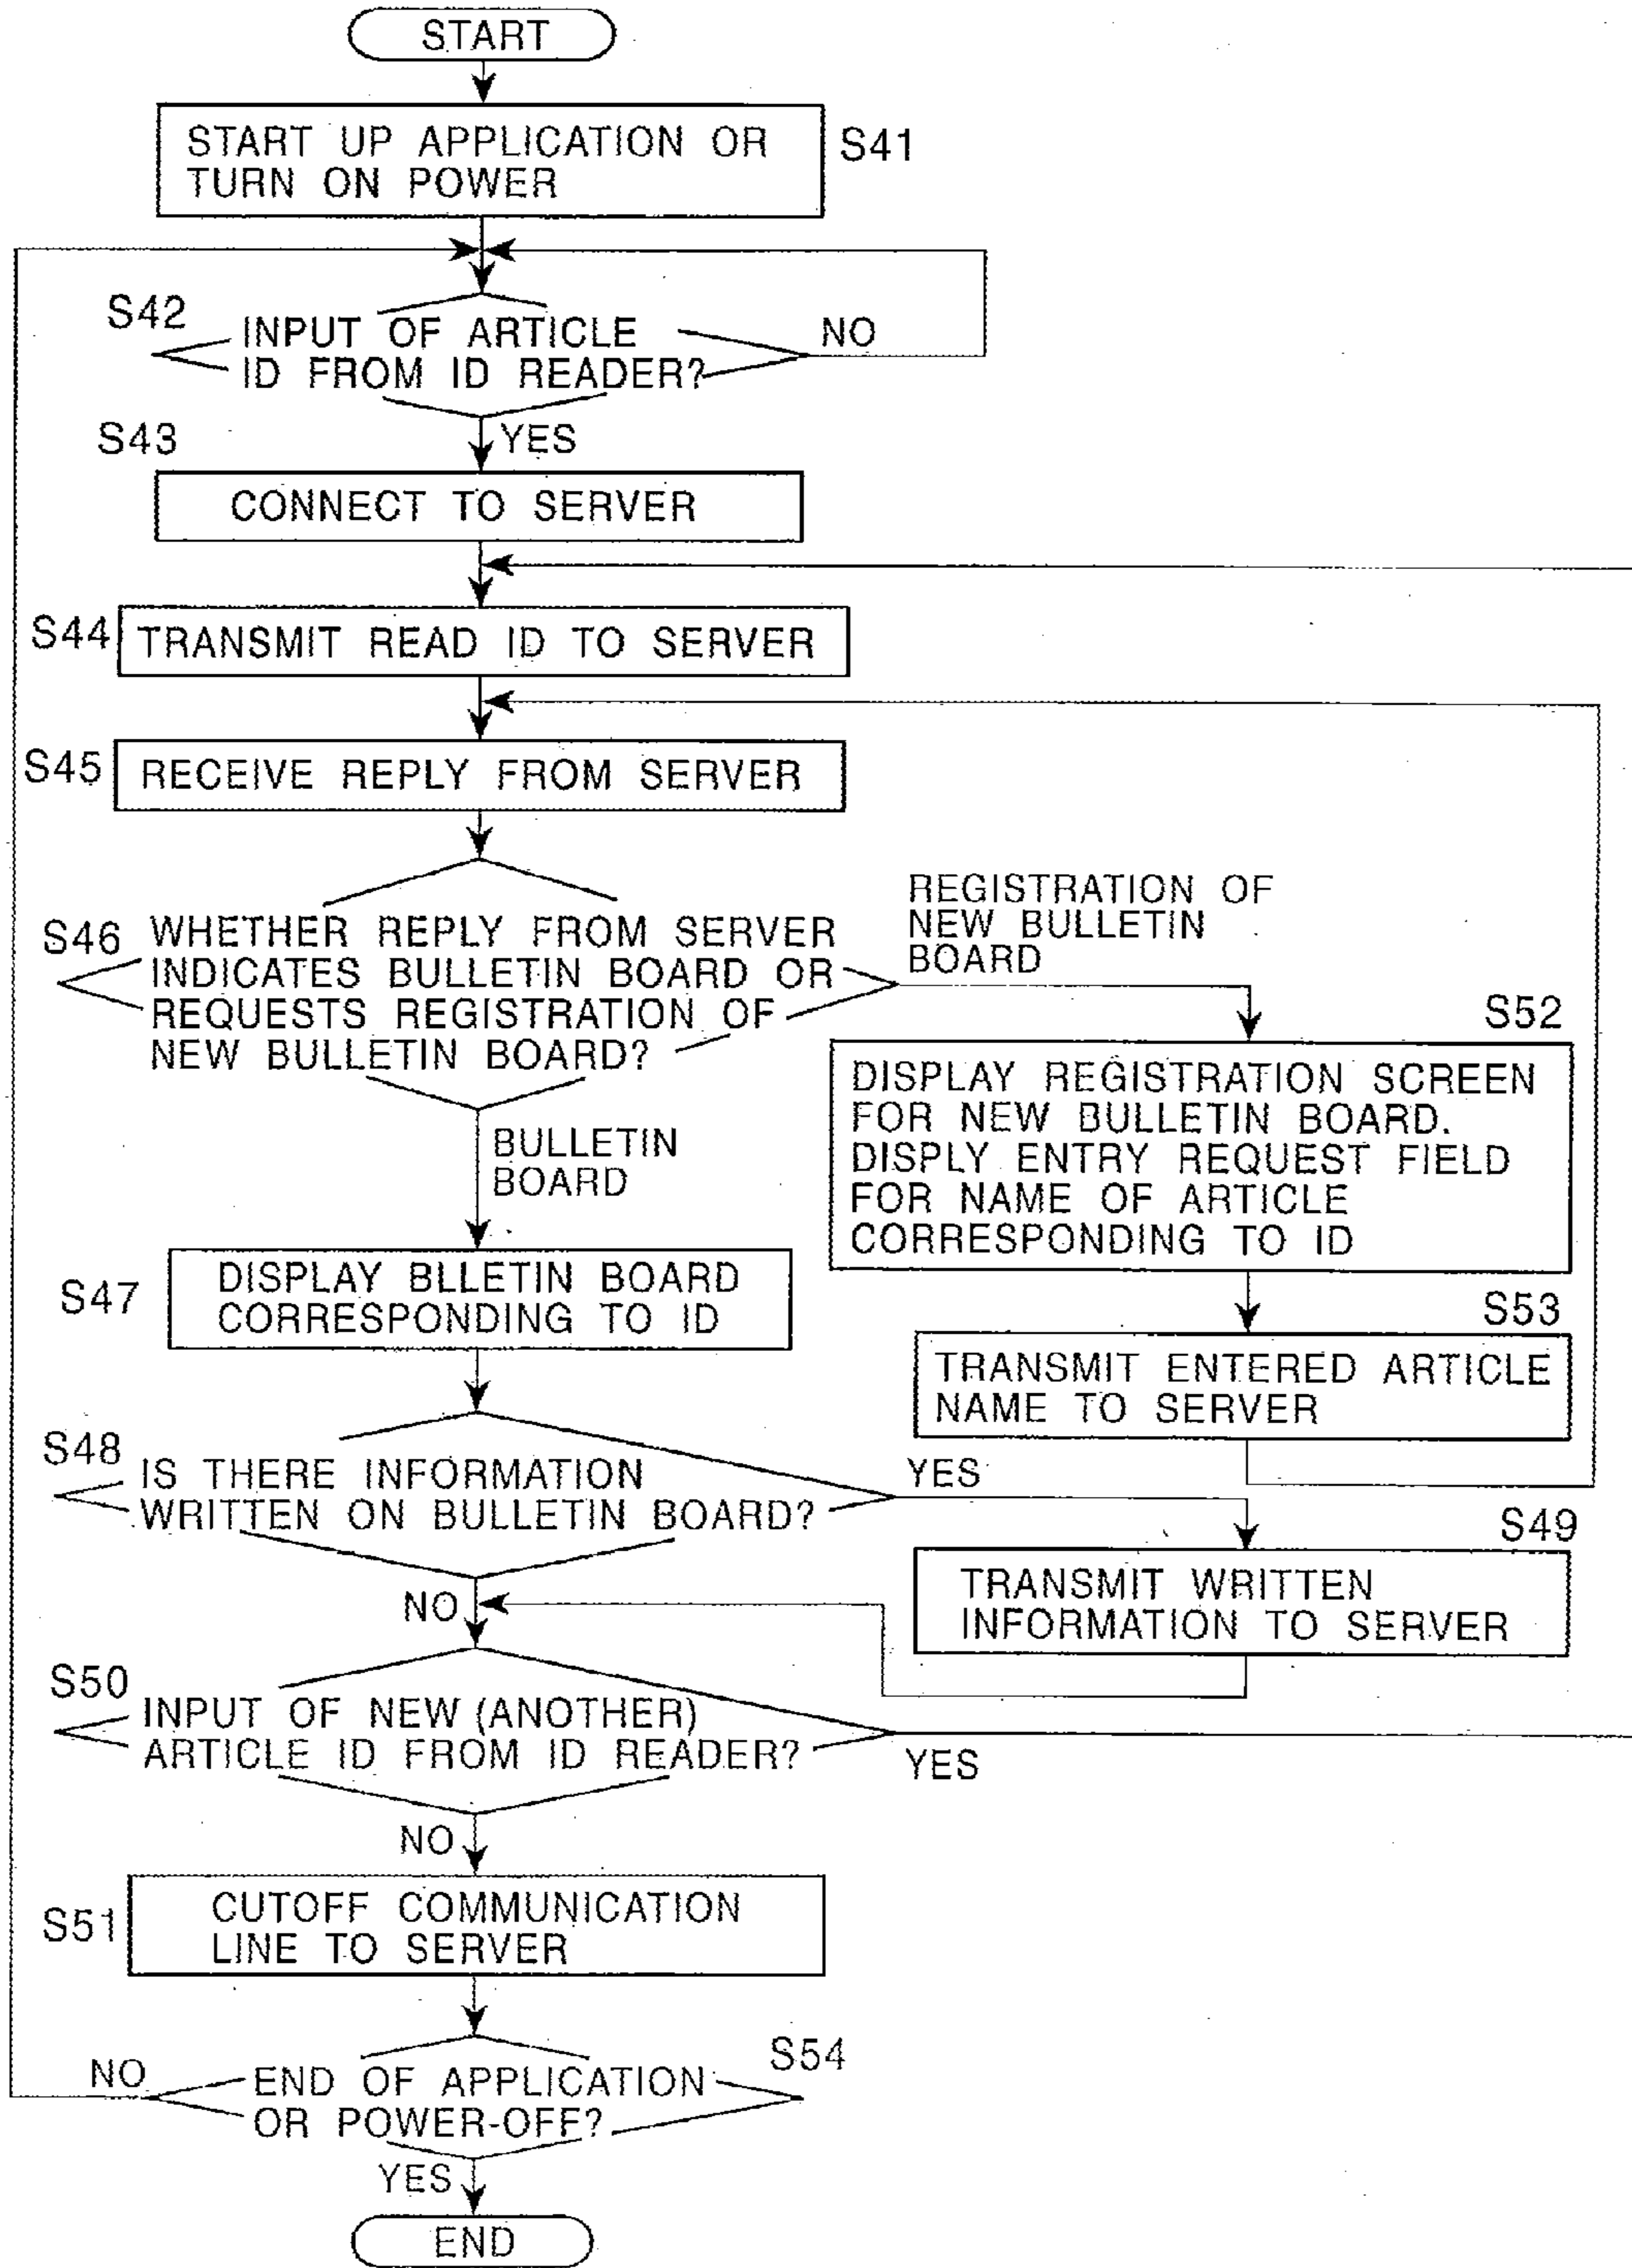 START
START UP APPLICATION OR
TURN ON POWER
S41
S42
INPUT OF ARTICLE
ID FROM ID READER?
NO
S43
YES
CONNECT TO SERVER
S44
TRANSMIT READ ID TO SERVER
S45
RECEIVE REPLY FROM SERVER
S46
WHETHER REPLY FROM SERVER
INDICATES BULLETIN BOARD OR
REQUESTS REGISTRATION OF
NEW BULLETIN BOARD?
REGISTRATION OF
NEW BULLETIN
BOARD
S52
DISPLAY REGISTRATION SCREEN
FOR NEW BULLETIN BOARD.
DISPLY ENTRY REQUEST FIELD
FOR NAME OF ARTICLE
CORRESPONDING TO ID
BULLETIN
BOARD
S47
DISPLAY BLLETIN BOARD
CORRESPONDING TO ID
S53
TRANSMIT ENTERED ARTICLE
NAME TO SERVER
S48
IS THERE INFORMATION
WRITTEN ON BULLETIN BOARD?
YES
S49
TRANSMIT WRITTEN
INFORMATION TO SERVER
NO
S50
INPUT OF NEW (ANOTHER)
ARTICLE ID FROM ID READER?
YES
NO
S51
CUTOFF COMMUNICATION
LINE TO SERVER
S54
NO
END OF APPLICATION
OR POWER-OFF?
YES
END